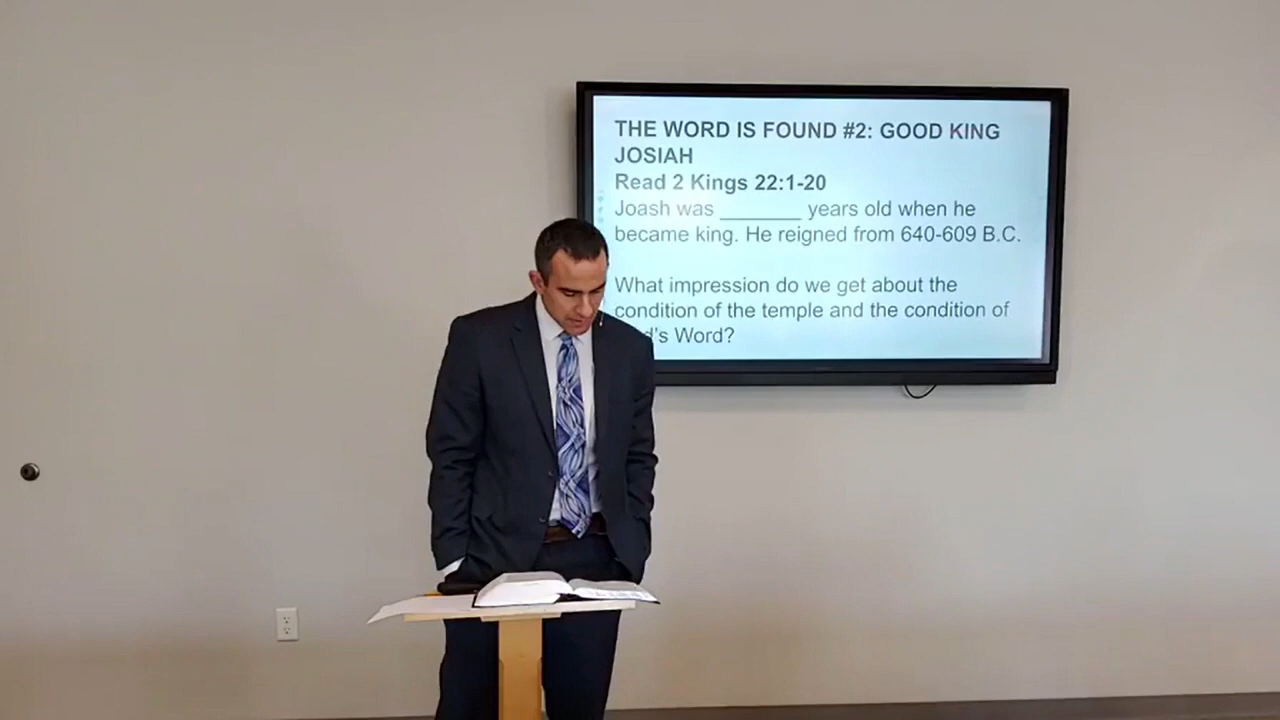 THE WORD IS FOUND #2: GOOD KING
JOSIAH
Read 2 Kings 22:1-20
Joash was _______ years old when he
became king. He reigned from 640-609 B.C.
What impression do we get about the
condition of the temple and the condition of
d's Word?